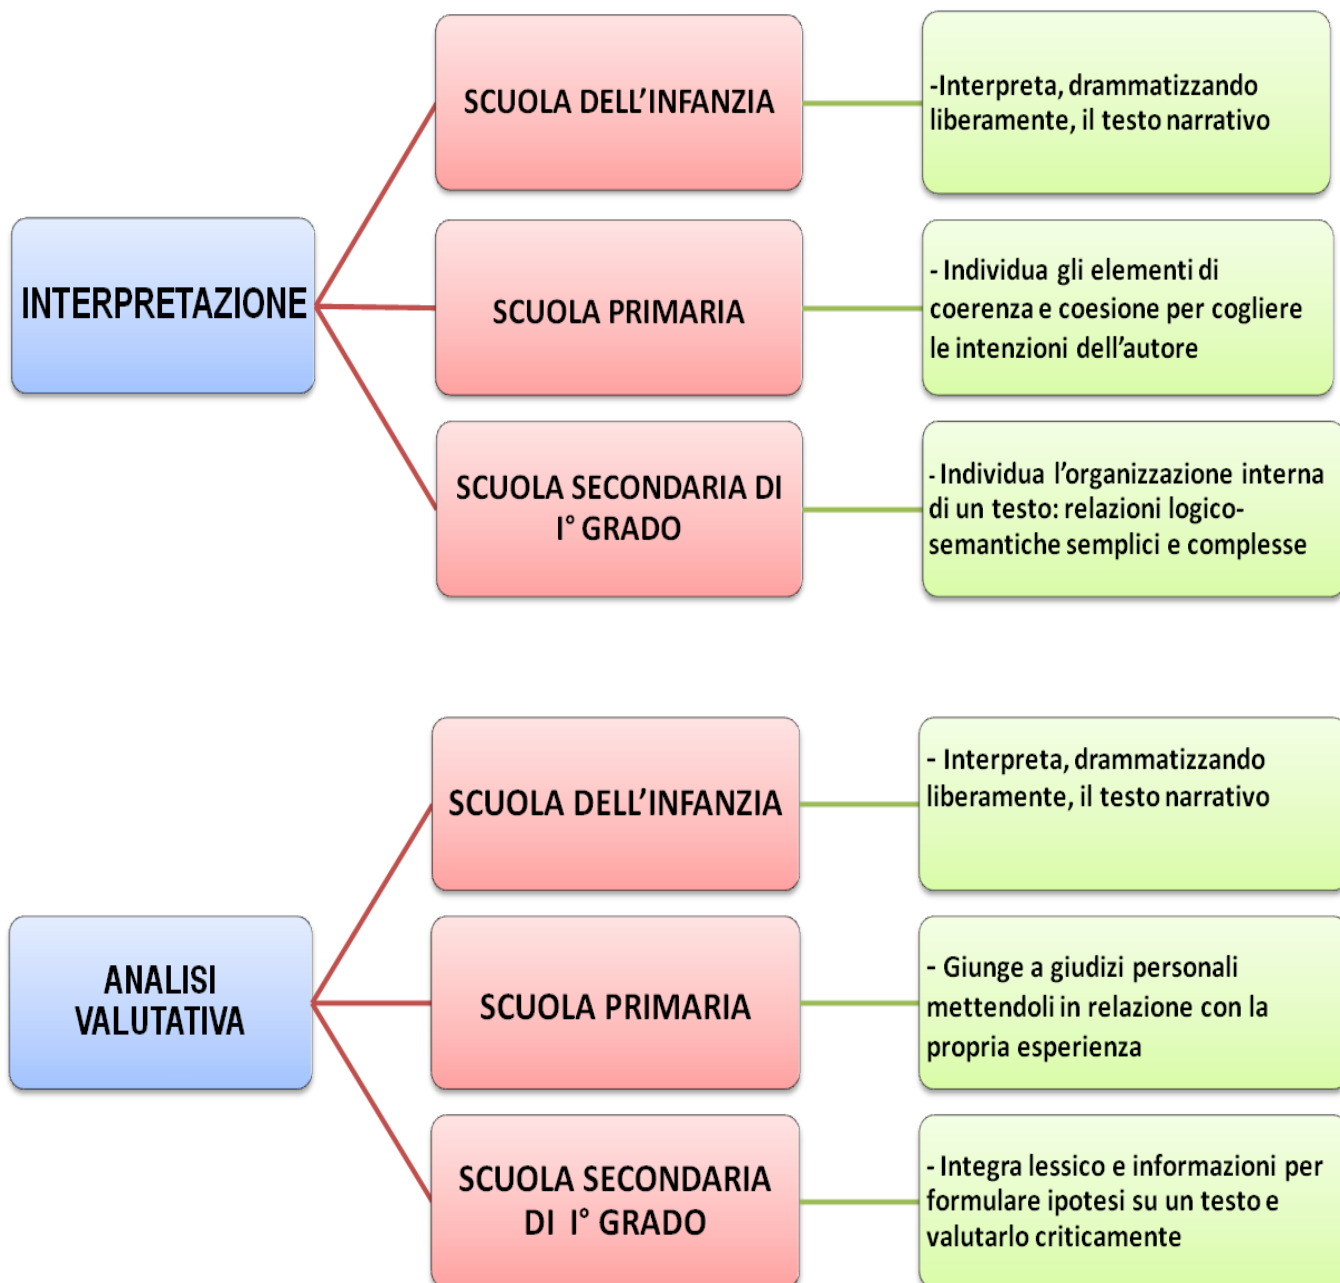 INTERPRETAZIONE
SCUOLA DELL’INFANZIA
-Interpreta, drammatizzando
liberamente, il testo narrativo
SCUOLA PRIMARIA
- Individua gli elementi di
coerenza e coesione per cogliere
le intenzioni dell’autore
SCUOLA SECONDARIA DI
I° GRADO
- Individua l’organizzazione interna
di un testo: relazioni logico-
semantiche semplici e complesse
ANALISI
VALUTATIVA
SCUOLA DELL’INFANZIA
- Interpreta, drammatizzando
liberamente, il testo narrativo
SCUOLA PRIMARIA
- Giunge a giudizi personali
mettendoli in relazione con la
propria esperienza
SCUOLA SECONDARIA
DI I° GRADO
- Integra lessico e informazioni per
formulare ipotesi su un testo e
valutarlo criticamente